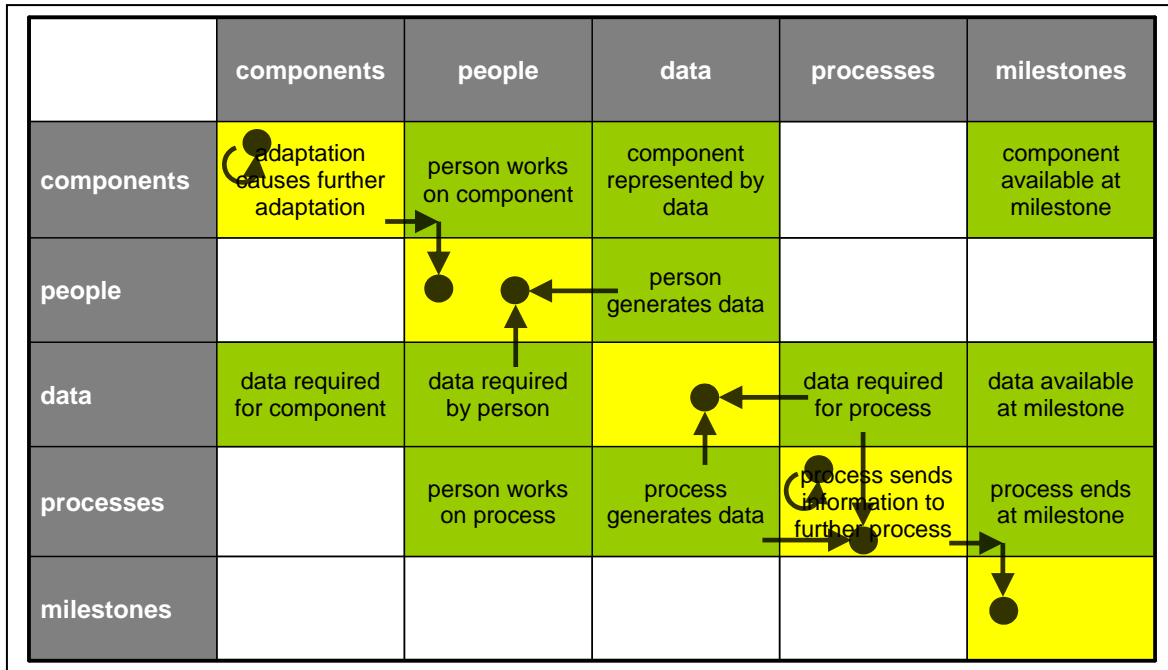 components
people
data
processes
milestones
components
adaptation
causes further
adaptation
person works
on component
component
represented by
data
component
available at
milestone
people
person
generates data
data
data required
for component
data required
by person
data required
for process
data available
at milestone
processes
person works
on process
process
generates data
process sends
information to
further process
process ends
at milestone
milestones